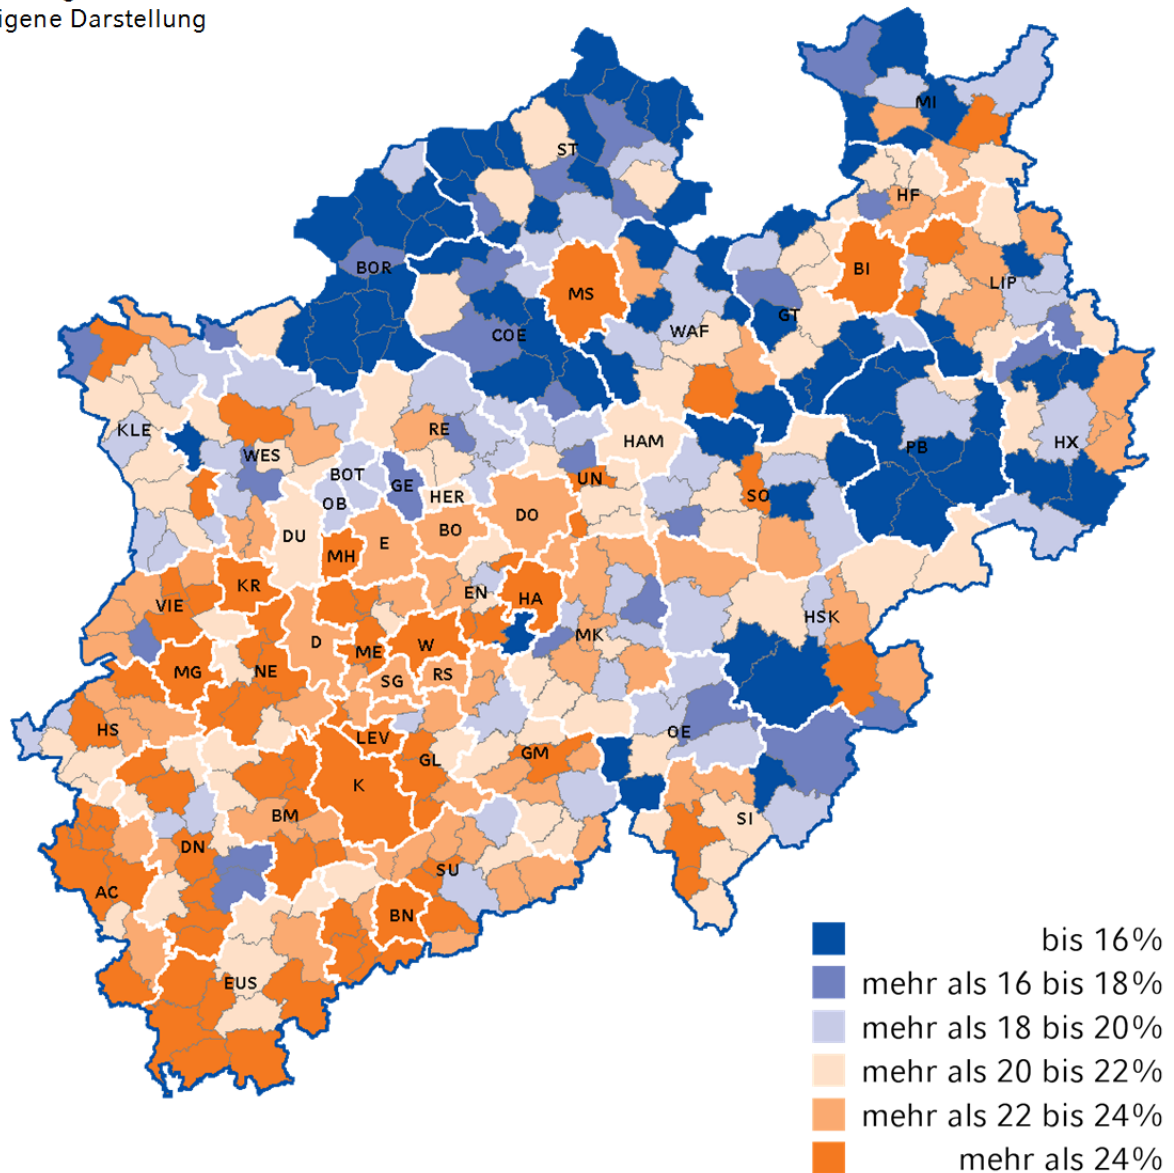 igene Darstellung
MI
ST
HF
BOR
BI
LIP
MS
GT
COE
WAF
KLE
RE
HAM
HX
PB
WES
BOT
UN
GE
HER
SO
OB
DO
DU
BO
E
MH
KR
EN
HA
VIE
HSK
MK
D
ME
W
MG
NE
SG
RS
HS
OE
LEV
GM
GL
K
BM
SI
DN
SU
AC
BN
EUS
bis 16%
mehr als 16 bis 18%
mehr als 18 bis 20%
mehr als 20 bis 22%
mehr als 22 bis 24%
mehr als 24%